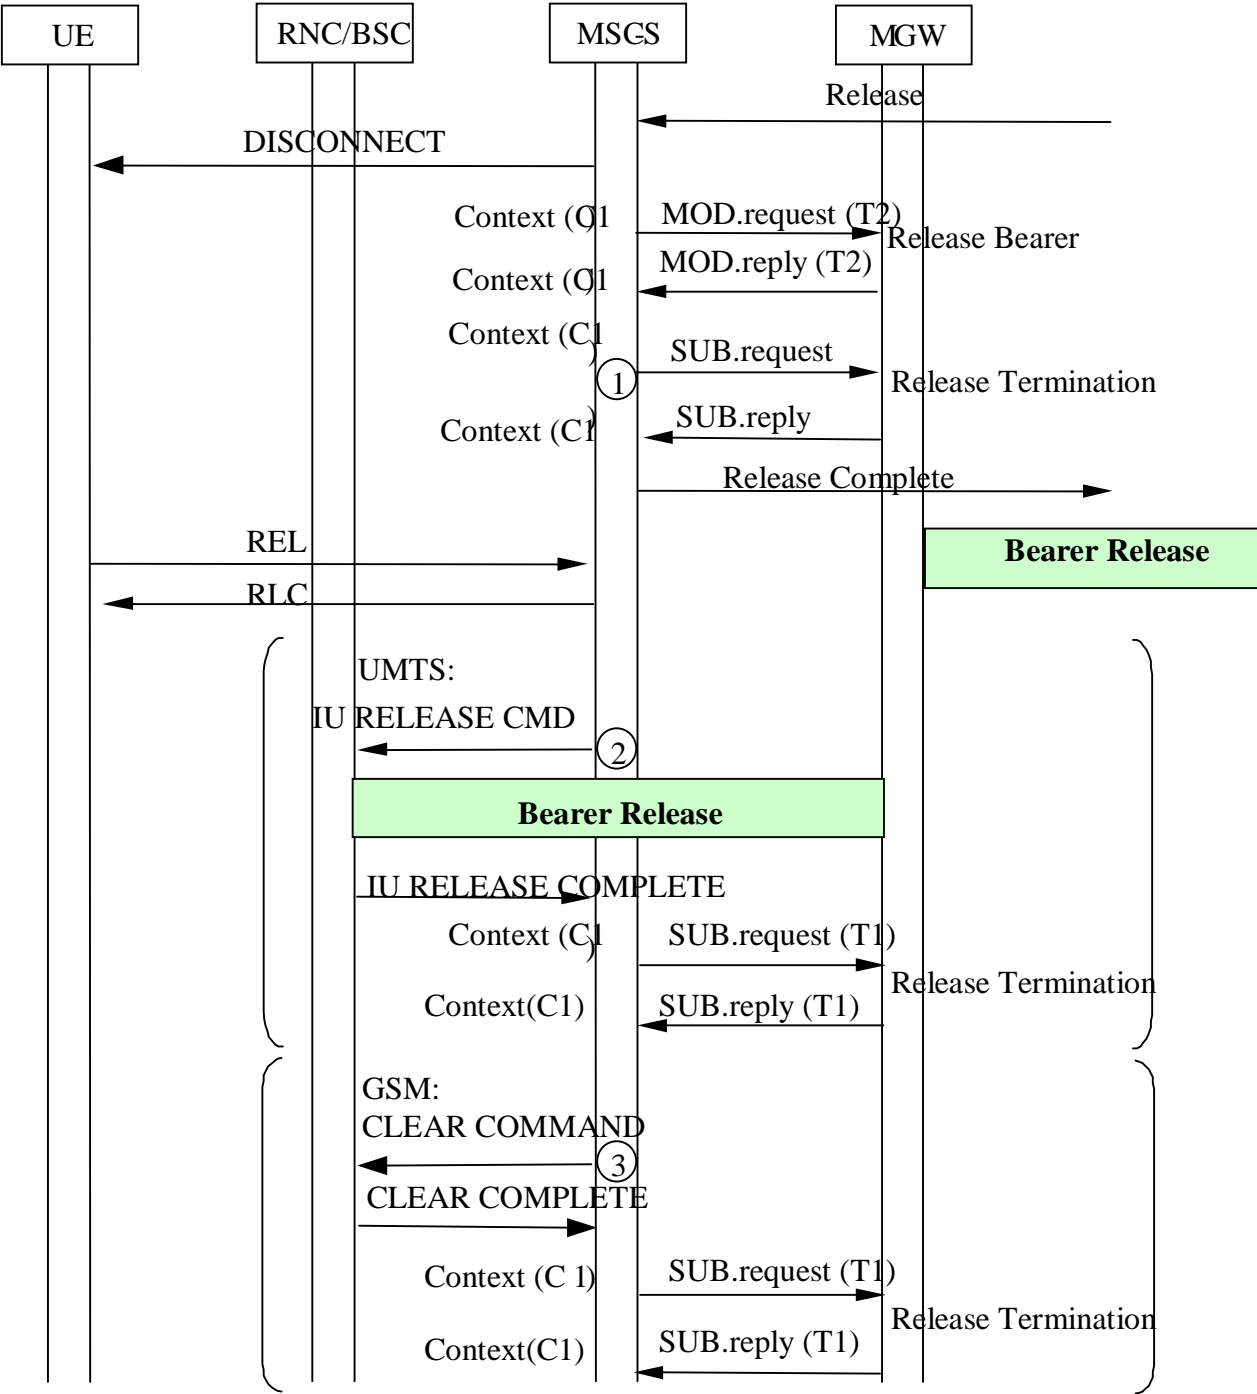 UE
RNC/BSC
MSC-S
MGW
Release
DISCONNECT
Context (C1)
MOD.request (T2)
Release Bearer
MOD.reply (T2)
Context (C1)
Context (C1)
SUB.request
1
Release Termination
Context (C1)
SUB.reply
Release Complete
REL
Bearer Release
RLC
UMTS:
IU RELEASE CMD
2
Bearer Release
IU RELEASE COMPLETE
Context (C1)
SUB.request (T1)
Release Termination
Context(C1)
SUB.reply (T1)
GSM:
CLEAR COMMAND
3
CLEAR COMPLETE
Context (C 1)
SUB.request (T1)
Release Termination
Context(C1)
SUB.reply (T1)